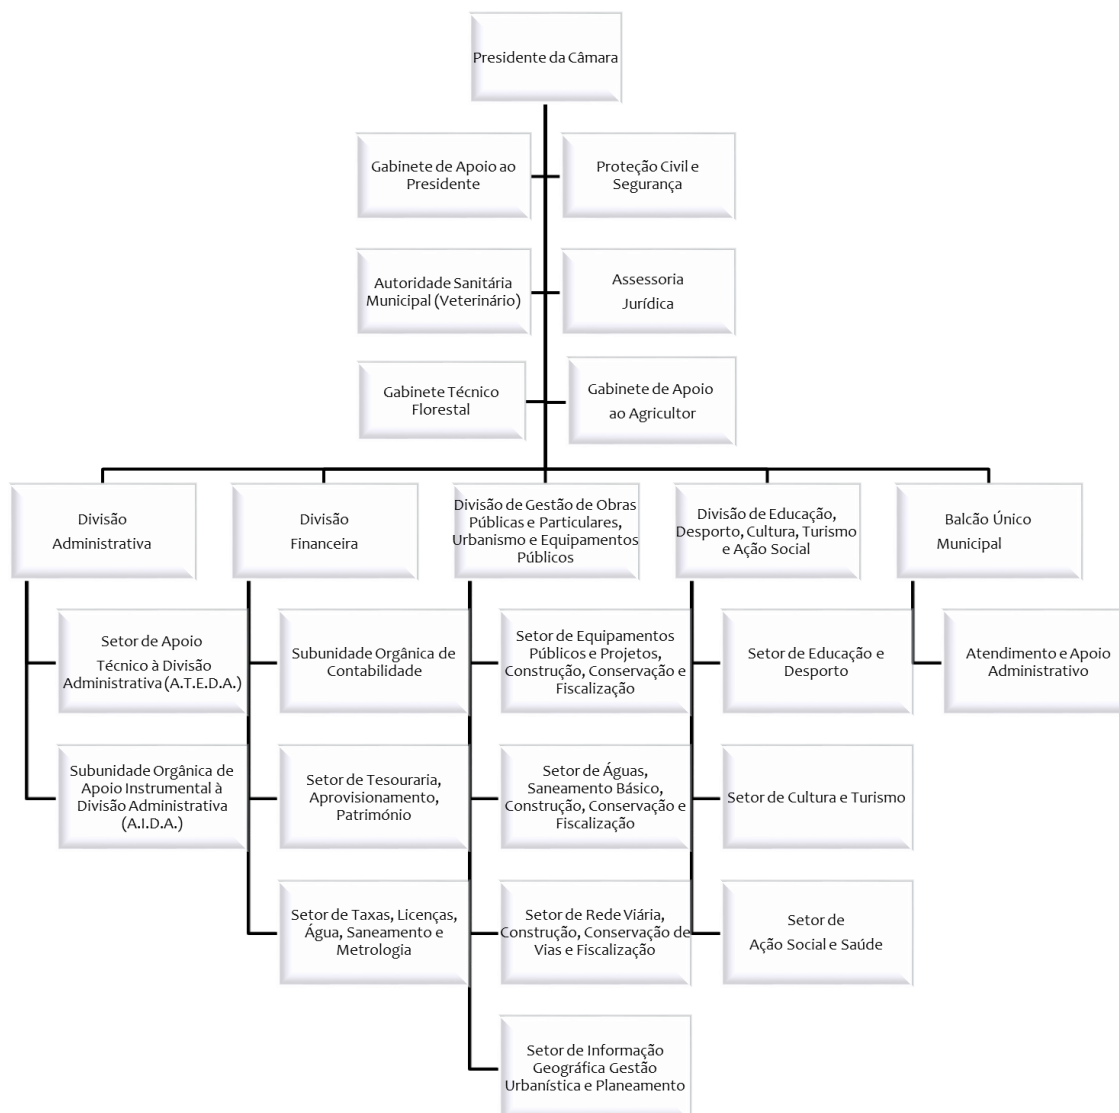 Presidente da Câmara
Gabinete de Apoio ao
Presidente
Proteção Civil e
Segurança
Autoridade Sanitária
Municipal (Veterinário)
Assessoria
Jurídica
Gabinete Técnico
Florestal
Gabinete de Apoio
ao Agricultor
Divisão
Administrativa
Divisão
Financeira
Divisão de Gestão de Obras
Públicas e Particulares,
Urbanismo e Equipamentos
Públicos
Divisão de Educação,
Desporto, Cultura, Turismo
e Ação Social
Balcão Único
Municipal
Setor de Apoio
Técnico à Divisão
Administrativa (A.T.E.D.A.)
Subunidade Orgânica de
Contabilidade
Setor de Equipamentos
Públicos e Projetos,
Construção, Conservação e
Fiscalização
Setor de Educação e
Desporto
Atendimento e Apoio
Administrativo
Subunidade Orgânica de
Apoio Instrumental à
Divisão Administrativa
(A.I.D.A.)
Setor de Tesouraria,
Aprovisionamento,
Património
Setor de Águas,
Saneamento Básico,
Construção, Conservação e
Fiscalização
Setor de Cultura e Turismo
Setor de Taxas, Licenças,
Água, Saneamento e
Metrologia
Setor de Rede Viária,
Construção, Conservação de
Vias e Fiscalização
Setor de
Ação Social e Saúde
Setor de Informação
Geográfica Gestão
Urbanística e Planeamento